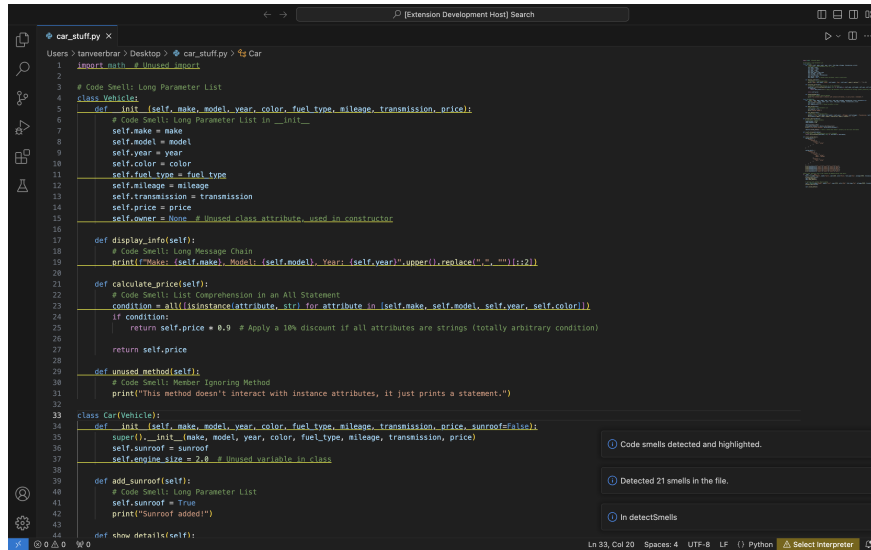 [Extension Development Host] Search
car_stuff.py
Users > tanveerbrar > Desktop > car_stuff.py > Car
1 import math  # Unused import
2
3 # Code Smell: Long Parameter List
4 class Vehicle:
5     def __init__(self, make, model, year, color, fuel_type, mileage, transmission, price):
6         # Code Smell: Long Parameter List in __init__
7         self.make = make
8         self.model = model
9         self.year = year
10         self.color = color
11         self.fuel_type = fuel_type
12         self.mileage = mileage
13         self.transmission = transmission
14         self.price = price
15         self.owner = None  # Unused class attribute, used in constructor
16
17     def display_info(self):
18         # Code Smell: Long Message Chain
19         print(f"Make: {self.make}, Model: {self.model}, Year: {self.year}".upper().replace(",", "")[::2])
20
21     def calculate_price(self):
22         # Code Smell: List Comprehension in an All Statement
23         condition = all([isinstance(attribute, str) for attribute in [self.make, self.model, self.year, self.color]])
24         if condition:
25             return self.price * 0.9  # Apply a 10% discount if all attributes are strings (totally arbitrary condition)
26
27         return self.price
28
29     def unused_method(self):
30         # Code Smell: Member Ignoring Method
31         print("This method doesn't interact with instance attributes, it just prints a statement.")
32
33 class Car(Vehicle):
34     def __init__(self, make, model, year, color, fuel_type, mileage, transmission, price, sunroof=False):
35         super().__init__(make, model, year, color, fuel_type, mileage, transmission, price)
36         self.sunroof = sunroof
37         self.engine_size = 2.0  # Unused variable in class
38
39     def add_sunroof(self):
40         # Code Smell: Long Parameter List
41         self.sunroof = True
42         print("Sunroof added!")
43
44     def show_details(self):
Code smells detected and highlighted.
Detected 21 smells in the file.
In detectSmells
0 0 0
Ln 33, Col 20 Spaces: 4 UTF-8 LF {} Python Select Interpreter